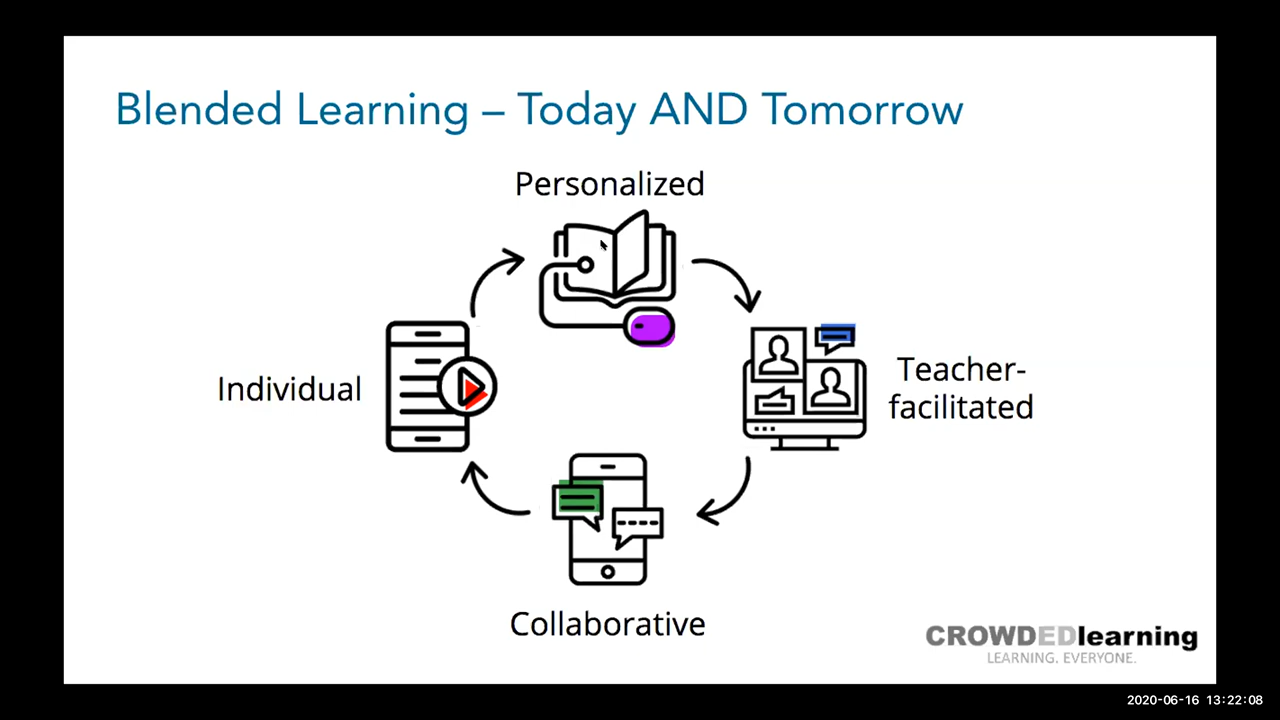 Blended Learning – Today AND Tomorrow
Personalized
Individual
Teacher-
facilitated
Collaborative
CROWDEDlearning
LEARNING. EVERYONE.
2020-06-16 13:22:08